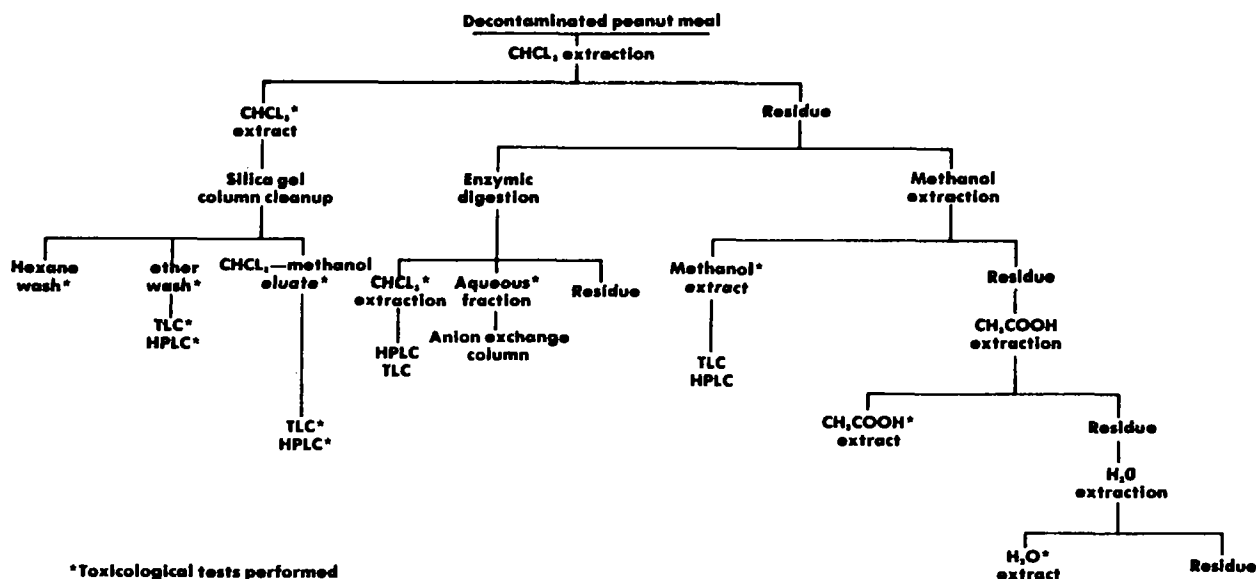 Decontaminated peanut meal
CHCL₃ extraction
CHCL₃*
extract
Residue
Silica gel
column cleanup
Enzymic
digestion
Methanol
extraction
Hexane
wash*
ether
wash*
CHCL₃—methanol
eluate*
CHCL₃*
extraction
Aqueous*
fraction
Residue
Methanol*
extract
Residue
TLC*
HPLC*
HPLC
TLC
Anion exchange
column
TLC
HPLC
CH₃COOH
extraction
TLC*
HPLC*
CH₃COOH*
extract
Residue
H₂O
extraction
H₂O*
extract
Residue
*Toxicological tests performed